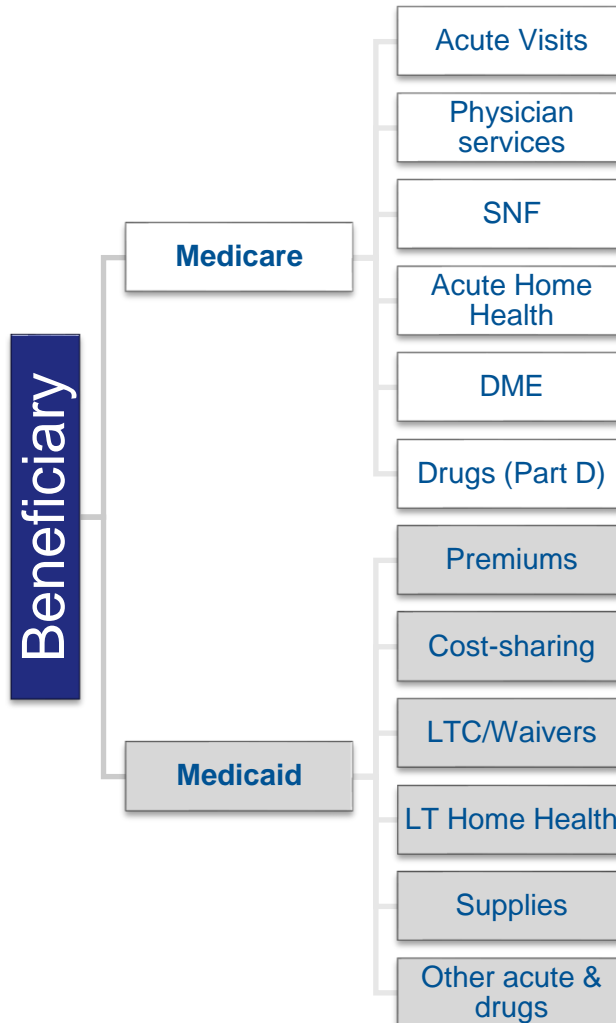 Beneficiary
Medicare
Acute Visits
Physician
services
SNF
Acute Home
Health
DME
Drugs (Part D)
Medicaid
Premiums
Cost-sharing
LTC/Waivers
LT Home Health
Supplies
Other acute &
drugs